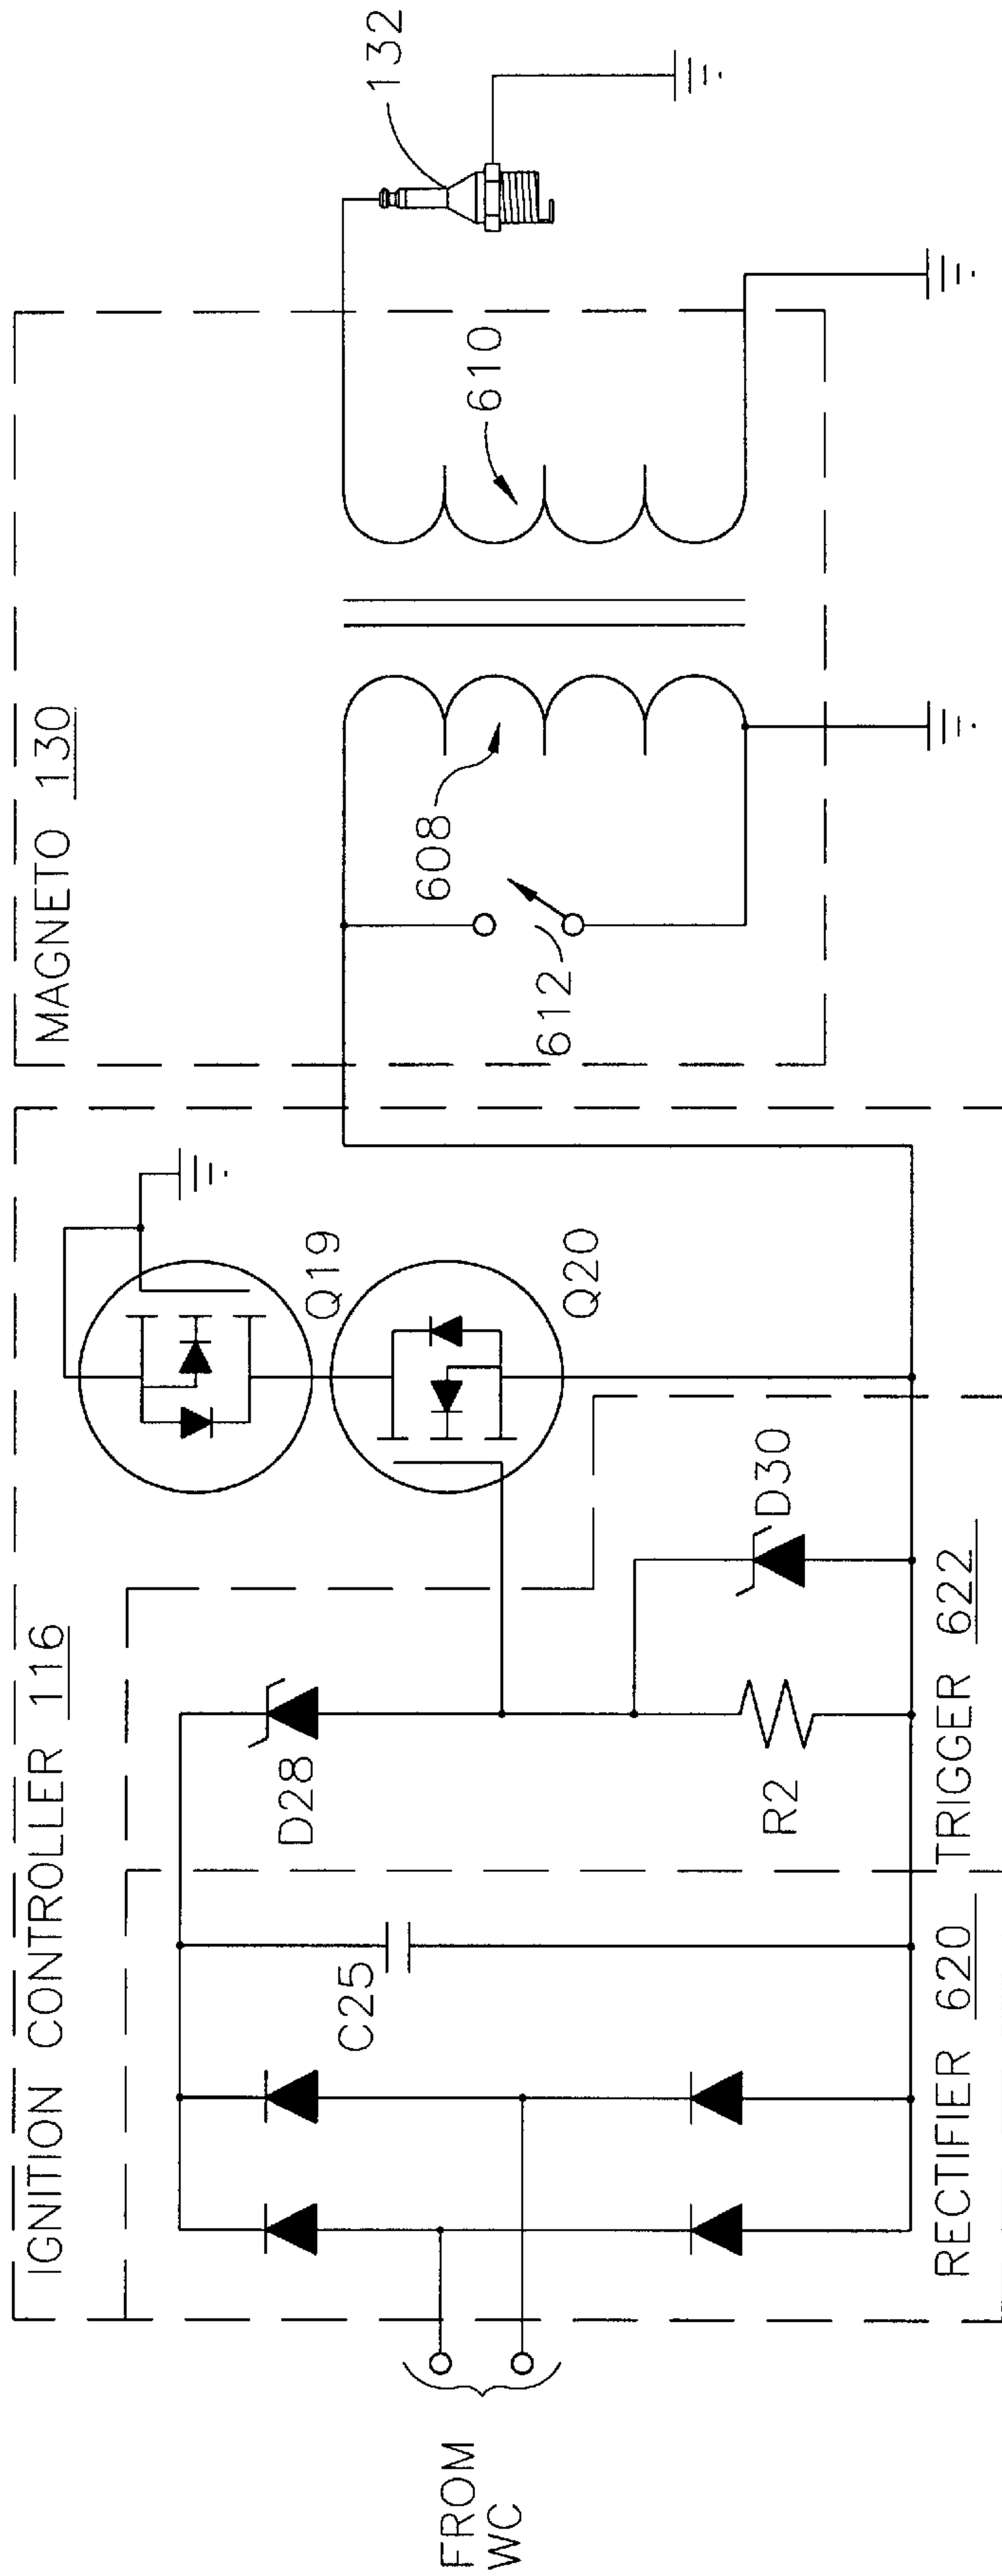 IGNITION CONTROLLER 116
MAGNETO 130
132
Q19
Q20
610
608
612
D28
D30
C25
R2
FROM
WC
RECTIFIER 620
TRIGGER 622